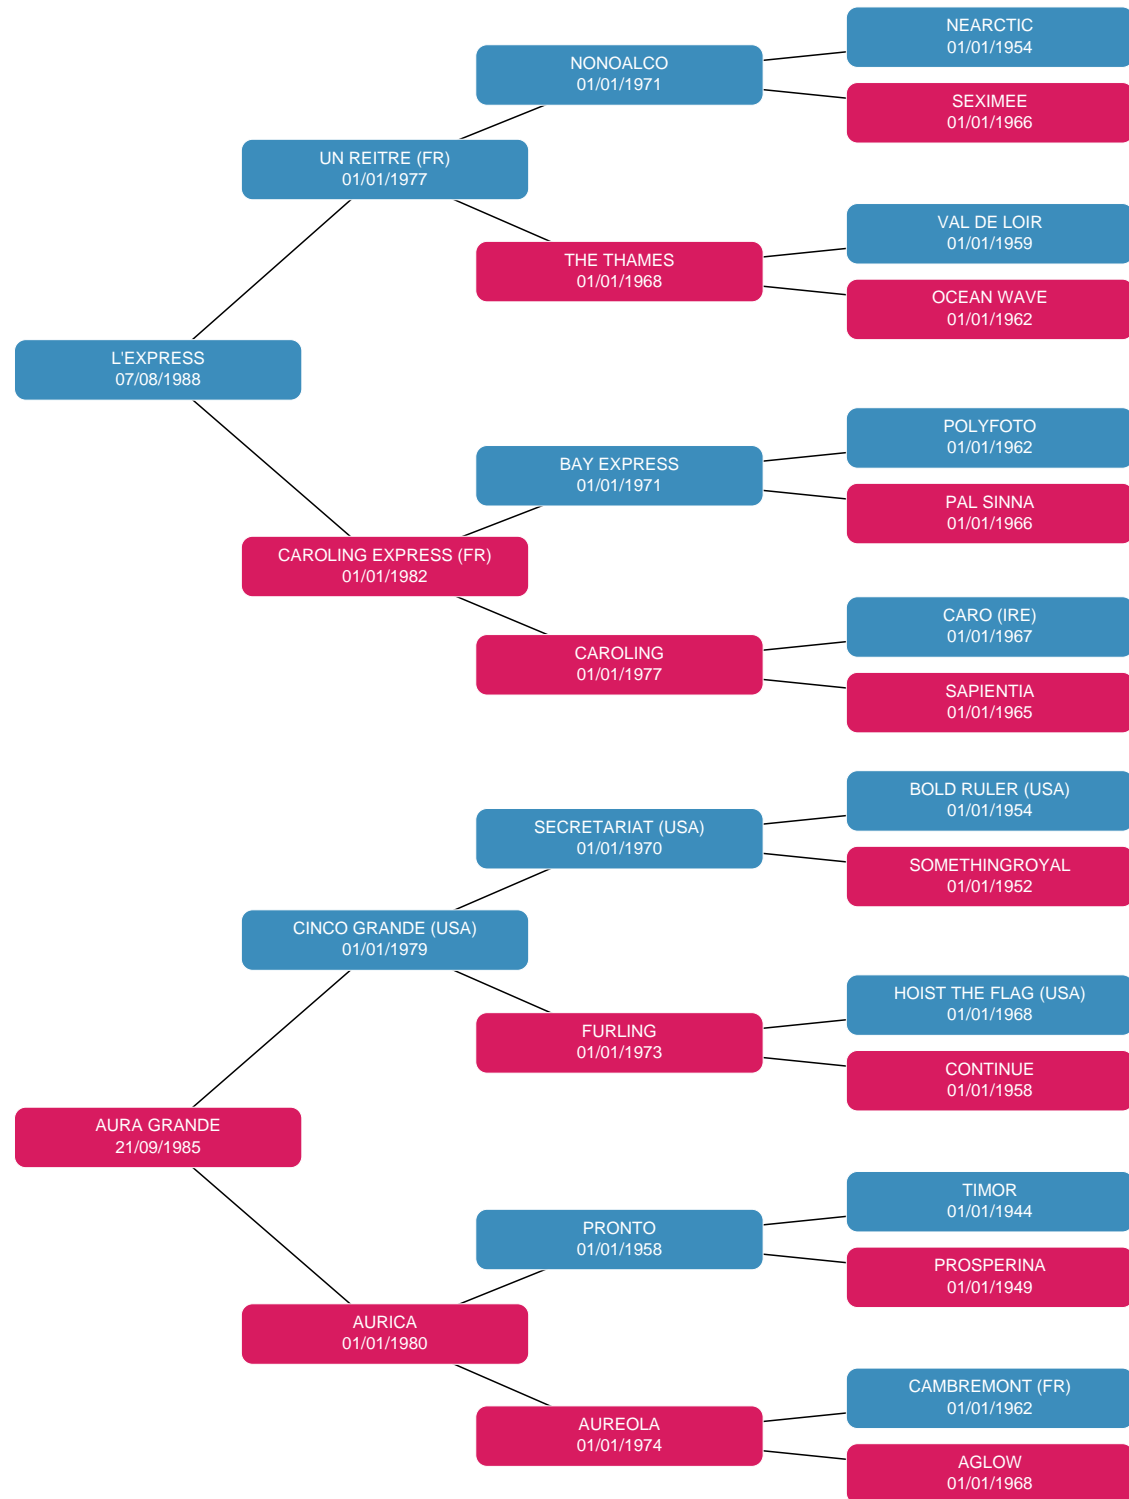 NEARCTIC
01/01/1954
NONOALCO
01/01/1971
SEXIMEE
01/01/1966
UN REITRE (FR)
01/01/1977
VAL DE LOIR
01/01/1959
THE THAMES
01/01/1968
OCEAN WAVE
01/01/1962
L'EXPRESS
07/08/1988
POLYFOTO
01/01/1962
BAY EXPRESS
01/01/1971
PAL SINNA
01/01/1966
CAROLING EXPRESS (FR)
01/01/1982
CARO (IRE)
01/01/1967
CAROLING
01/01/1977
SAPIENTIA
01/01/1965
BOLD RULER (USA)
01/01/1954
SECRETARIAT (USA)
01/01/1970
SOMETHINGROYAL
01/01/1952
CINCO GRANDE (USA)
01/01/1979
HOIST THE FLAG (USA)
01/01/1968
FURLING
01/01/1973
CONTINUE
01/01/1958
AURA GRANDE
21/09/1985
TIMOR
01/01/1944
PRONTO
01/01/1958
PROSPERINA
01/01/1949
AURICA
01/01/1980
CAMBREMONT (FR)
01/01/1962
AUREOLA
01/01/1974
AGLOW
01/01/1968